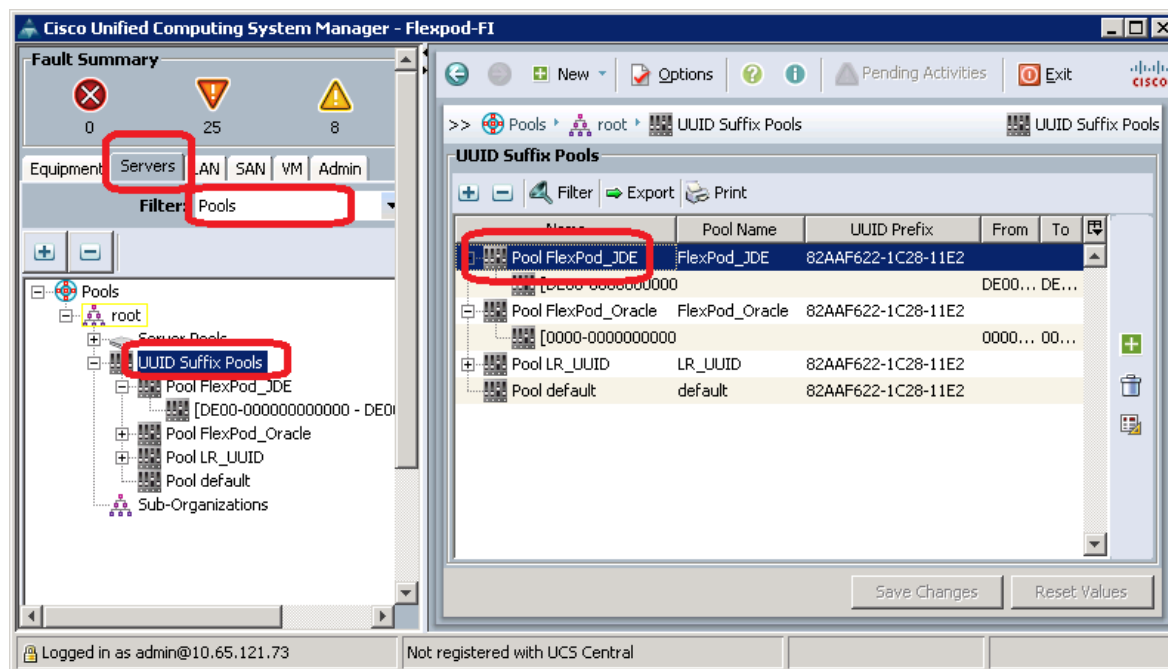 Cisco Unified Computing System Manager - Flexpod-FI
Fault Summary
0 25 8
Equipment Servers LAN SAN VM Admin
Filter: Pools
Pools
root
Server Pools
UUID Suffix Pools
Pool FlexPod_JDE
[DE00-000000000000 - DE0
Pool FlexPod_Oracle
Pool LR_UUID
Pool default
Sub-Organizations
New Options Pending Activities Exit
CISCO
>> Pools root UUID Suffix Pools UUID Suffix Pools
UUID Suffix Pools
Filter Export Print
Name Pool Name UUID Prefix From To
Pool FlexPod_JDE FlexPod_JDE 82AAF622-1C28-11E2
[DE00-0000000000 DE00... DE...
Pool FlexPod_Oracle FlexPod_Oracle 82AAF622-1C28-11E2
[0000-0000000000 0000... 00...
Pool LR_UUID LR_UUID 82AAF622-1C28-11E2
Pool default default 82AAF622-1C28-11E2
Save Changes Reset Values
Logged in as admin@10.65.121.73 Not registered with UCS Central